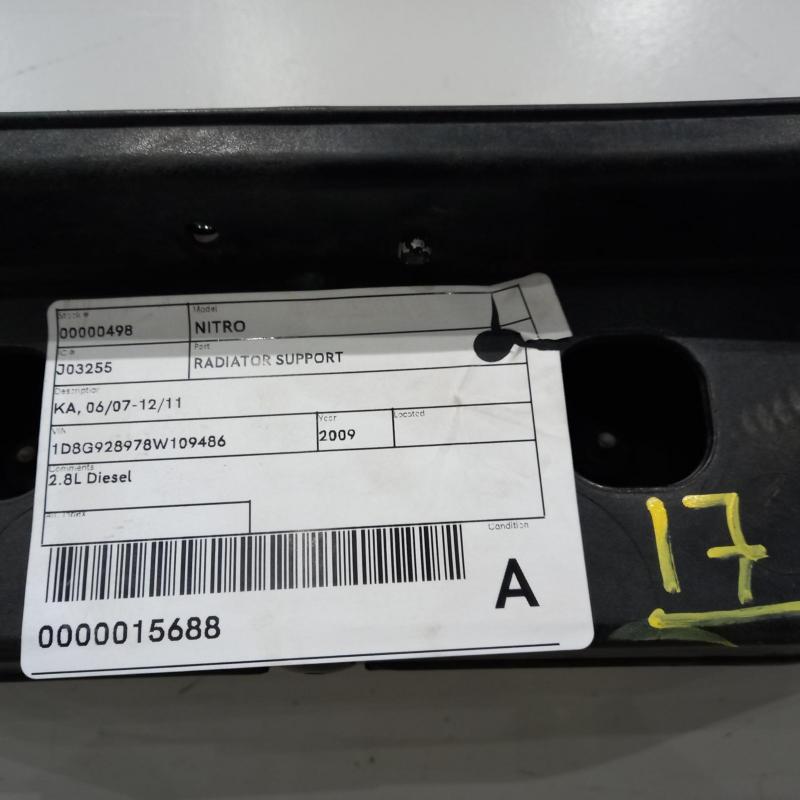 Stock # Model
00000498 NITRO
Part
J03255 RADIATOR SUPPORT
Description
KA, 06/07-12/11
VIN Year Located
1D8G928978W109486 2009
Comments
2.8L Diesel
Condition
A
0000015688
17